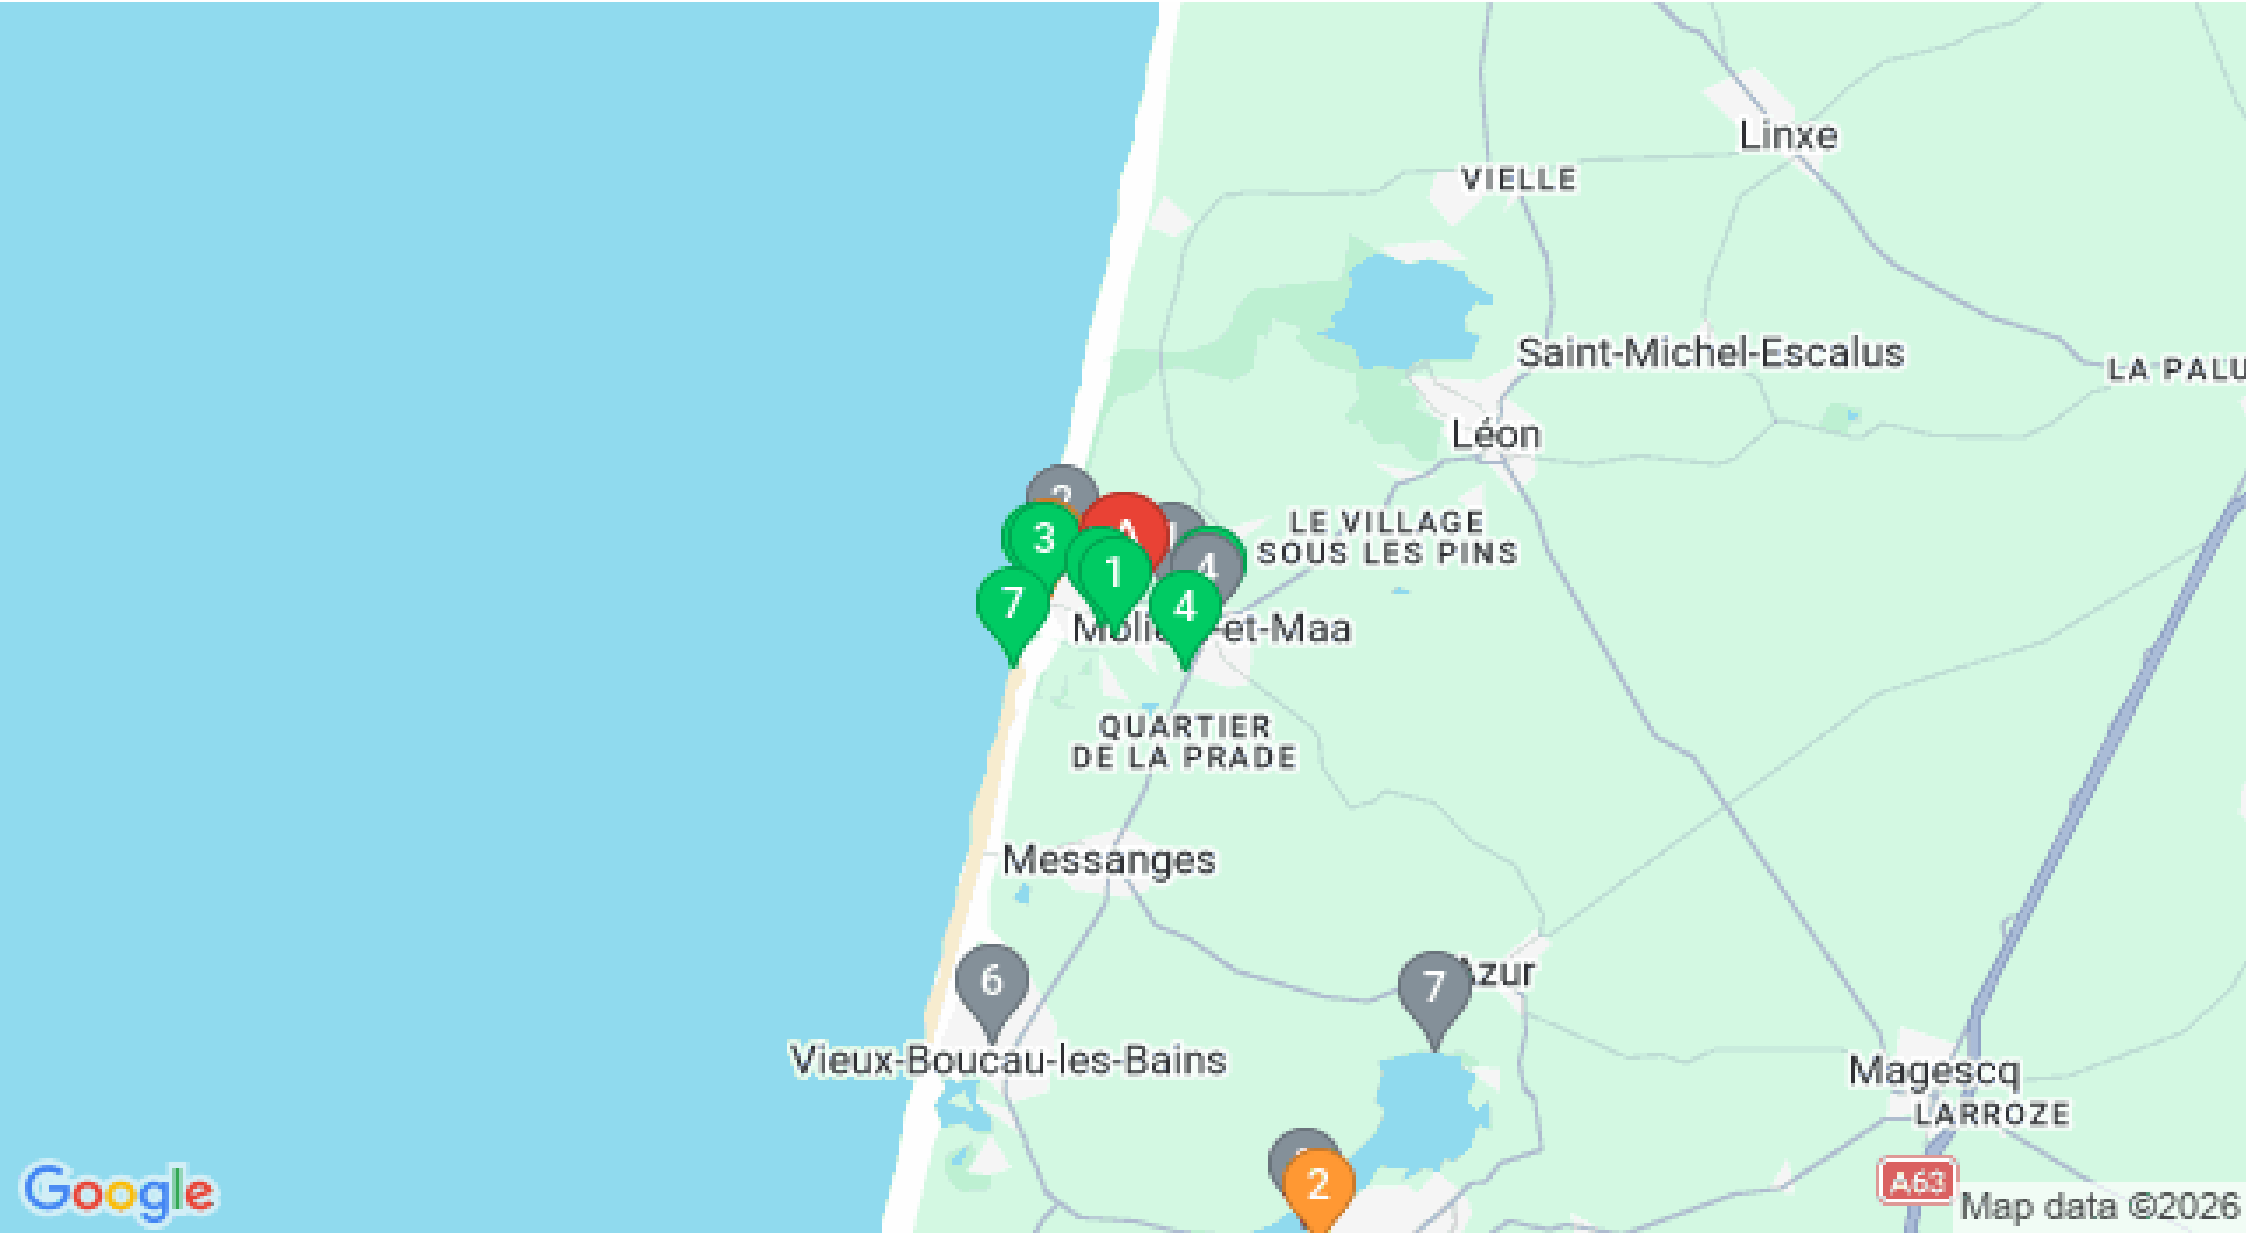 Linxe
VIELLE
Saint-Michel-Escalus
LA PALU
Léon
LE VILLAGE
SOUS LES PINS
3
1
4
7
4
-et-Maa
QUARTIER
DE LA PRADE
Messanges
6
7
Azur
Vieux-Boucau-les-Bains
Magescq
LARROZE
2
A63
Google
Map data ©2026